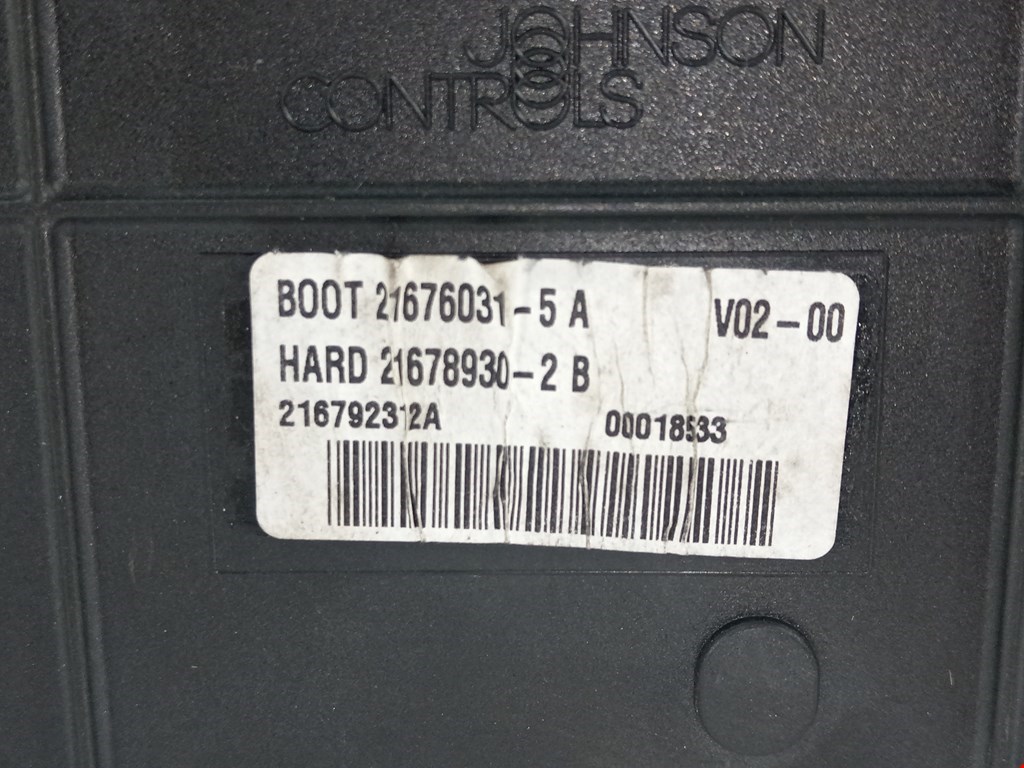 JOHNSON
CONTROLS
BOOT 21676031-5 A
V02-00
HARD 21678930-2 B
216792312A
00018533